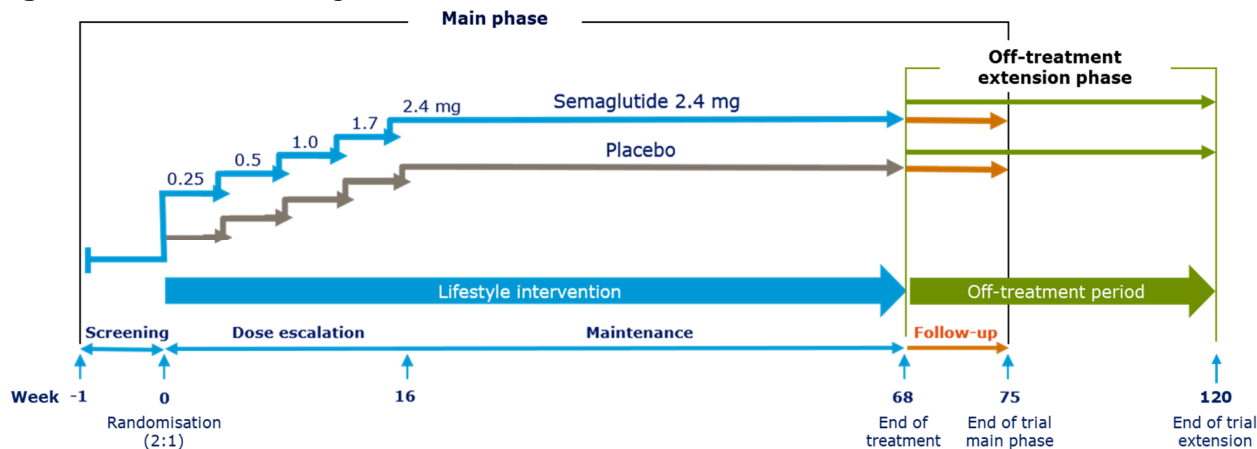 Main phase
Off-treatment
extension phase
2.4 mg
Semaglutide 2.4 mg
1.7
1.0
0.5
0.25
Placebo
Lifestyle intervention
Off-treatment period
Screening
Dose escalation
Maintenance
Follow-up
Week -1 0 16 68 75 120
Randomisation
(2:1)
End of
treatment
End of trial
main phase
End of trial
extension